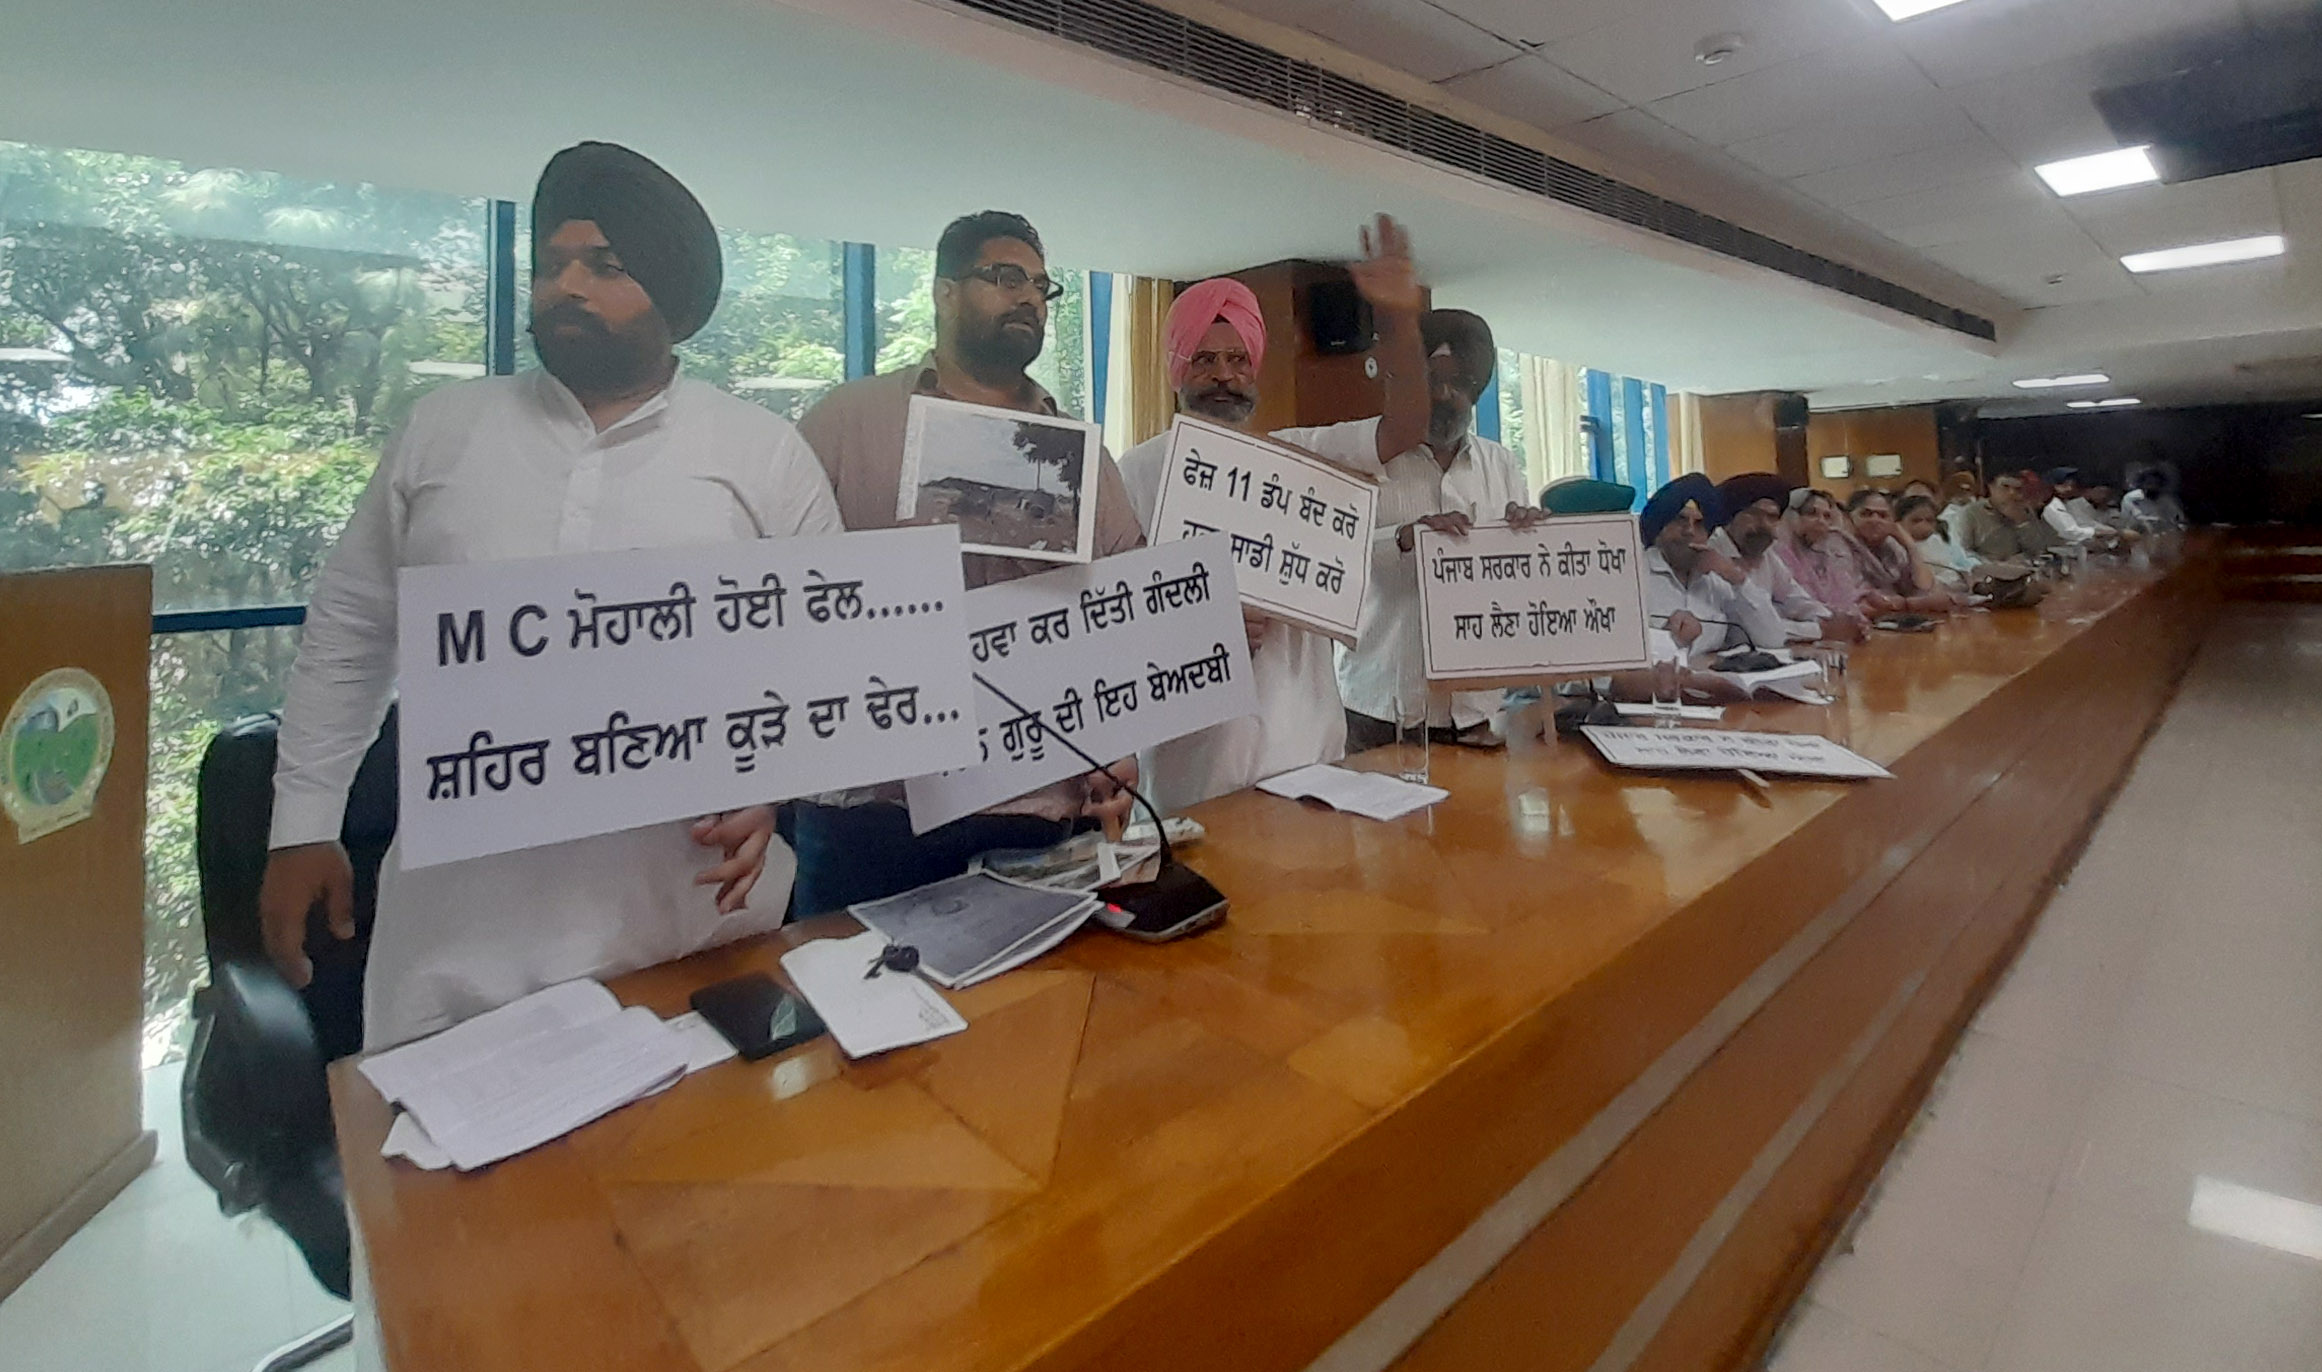 M C ਮੋਹਾਲੀ ਹੋਈ ਫੇਲ......
ਸ਼ਹਿਰ ਬਣਿਆ ਕੂੜੇ ਦਾ ਢੇਰ...
ਹਵਾ ਕਰ ਦਿੱਤੀ ਗੰਦਲੀ
ਗੁਰੂ ਦੀ ਇਹ ਬੇਅਦਬੀ
ਫੇਜ਼ 11 ਡੰਪ ਬੰਦ ਕਰੋ
ਸਾਡੀ ਸ਼ੁੱਧ ਕਰੋ
ਪੰਜਾਬ ਸਰਕਾਰ ਨੇ ਕੀਤਾ ਧੋਖਾ
ਸਾਹ ਲੈਣਾ ਹੋਇਆ ਔਖਾ